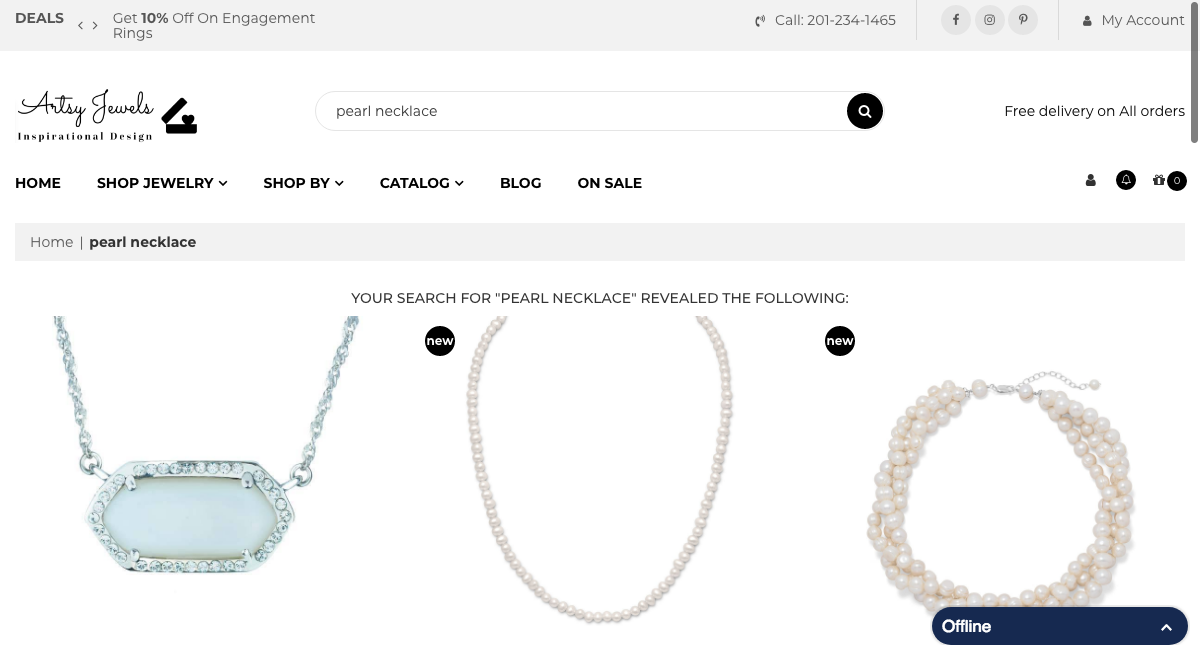 DEALS
Get 10% Off On Engagement
Rings
Call: 201-234-1465
My Account
Artsy Jewels
Inspirational Design
pearl necklace
Free delivery on All orders
HOME
SHOP JEWELRY
SHOP BY
CATALOG
BLOG
ON SALE
0
Home | pearl necklace
YOUR SEARCH FOR "PEARL NECKLACE" REVEALED THE FOLLOWING:
new
new
Offline